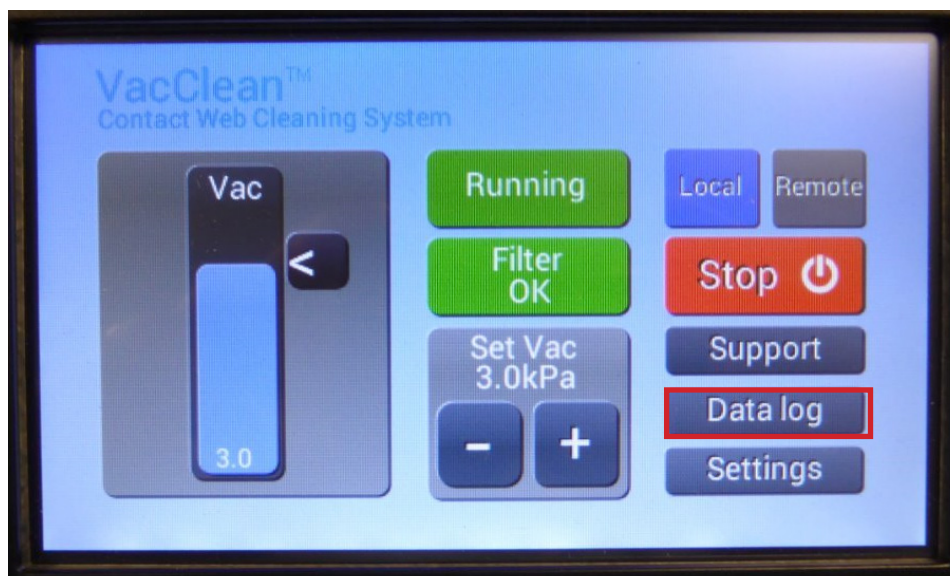 VacClean™
Contact Web Cleaning System
Vac
<
3.0
Running
Filter
OK
Set Vac
3.0kPa
- +
Local Remote
Stop
Support
Data log
Settings